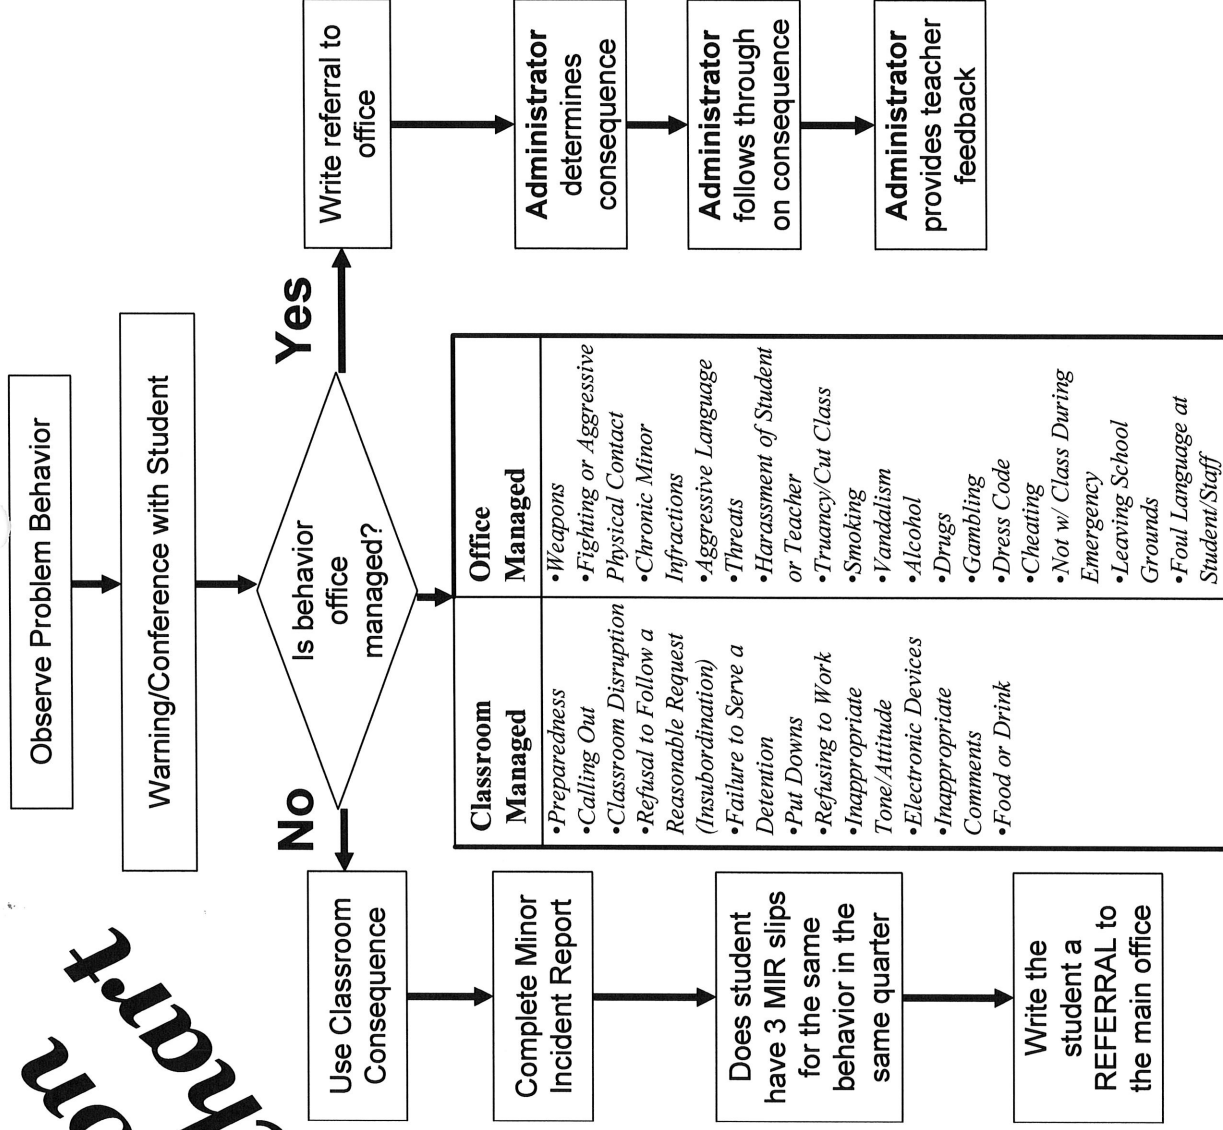 on
hart
Observe Problem Behavior
Warning/Conference with Student
Is behavior
office
managed?
No
Yes
Use Classroom
Consequence
Complete Minor
Incident Report
Does student
have 3 MIR slips
for the same
behavior in the
same quarter
Write the
student a
REFERRAL to
the main office
Classroom
Managed
•Preparedness
•Calling Out
•Classroom Disruption
•Refusal to Follow a
Reasonable Request
(Insubordination)
•Failure to Serve a
Detention
•Put Downs
•Refusing to Work
•Inappropriate
Tone/Attitude
•Electronic Devices
•Inappropriate
Comments
•Food or Drink
Office
Managed
•Weapons
•Fighting or Aggressive
Physical Contact
•Chronic Minor
Infractions
•Aggressive Language
•Threats
•Harassment of Student
or Teacher
•Truancy/Cut Class
•Smoking
•Vandalism
•Alcohol
•Drugs
•Gambling
•Dress Code
•Cheating
•Not w/ Class During
Emergency
•Leaving School
Grounds
•Foul Language at
Student/Staff
Write referral to
office
Administrator
determines
consequence
Administrator
follows through
on consequence
Administrator
provides teacher
feedback